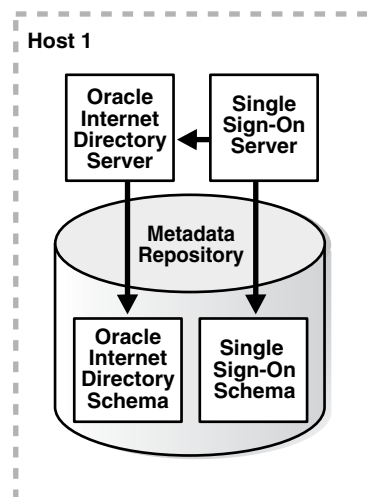 Host 1
Oracle
Internet
Directory
Server
Single
Sign-On
Server
Metadata
Repository
Oracle
Internet
Directory
Schema
Single
Sign-On
Schema